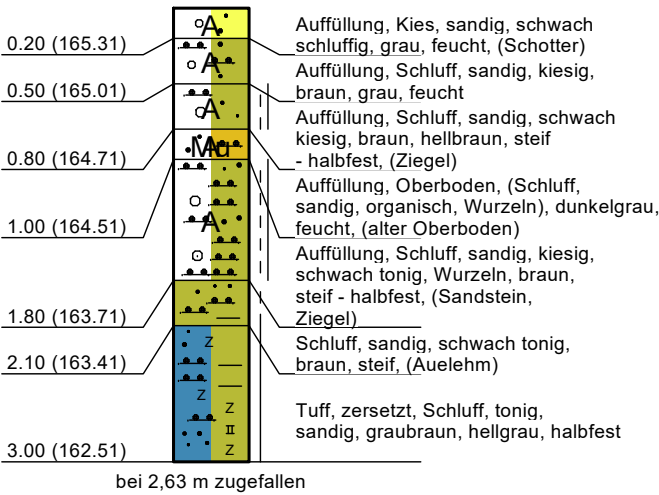 0.20 (165.31)
0.50 (165.01)
0.80 (164.71)
1.00 (164.51)
1.80 (163.71)
2.10 (163.41)
3.00 (162.51)
A
A
A
Mu
A
A
Z
Z
Z
II
Z
Auffüllung, Kies, sandig, schwach
schluffig, grau, feucht, (Schotter)
Auffüllung, Schluff, sandig, kiesig,
braun, grau, feucht
Auffüllung, Schluff, sandig, schwach
kiesig, braun, hellbraun, steif
- halbfest, (Ziegel)
Auffüllung, Oberboden, (Schluff,
sandig, organisch, Wurzeln), dunkelgrau,
feucht, (alter Oberboden)
Auffüllung, Schluff, sandig, kiesig,
schwach tonig, Wurzeln, braun,
steif - halbfest, (Sandstein,
Ziegel)
Schluff, sandig, schwach tonig,
braun, steif, (Auelehm)
Tuff, zersetzt, Schluff, tonig,
sandig, graubraun, hellgrau, halbfest
bei 2,63 m zugefallen